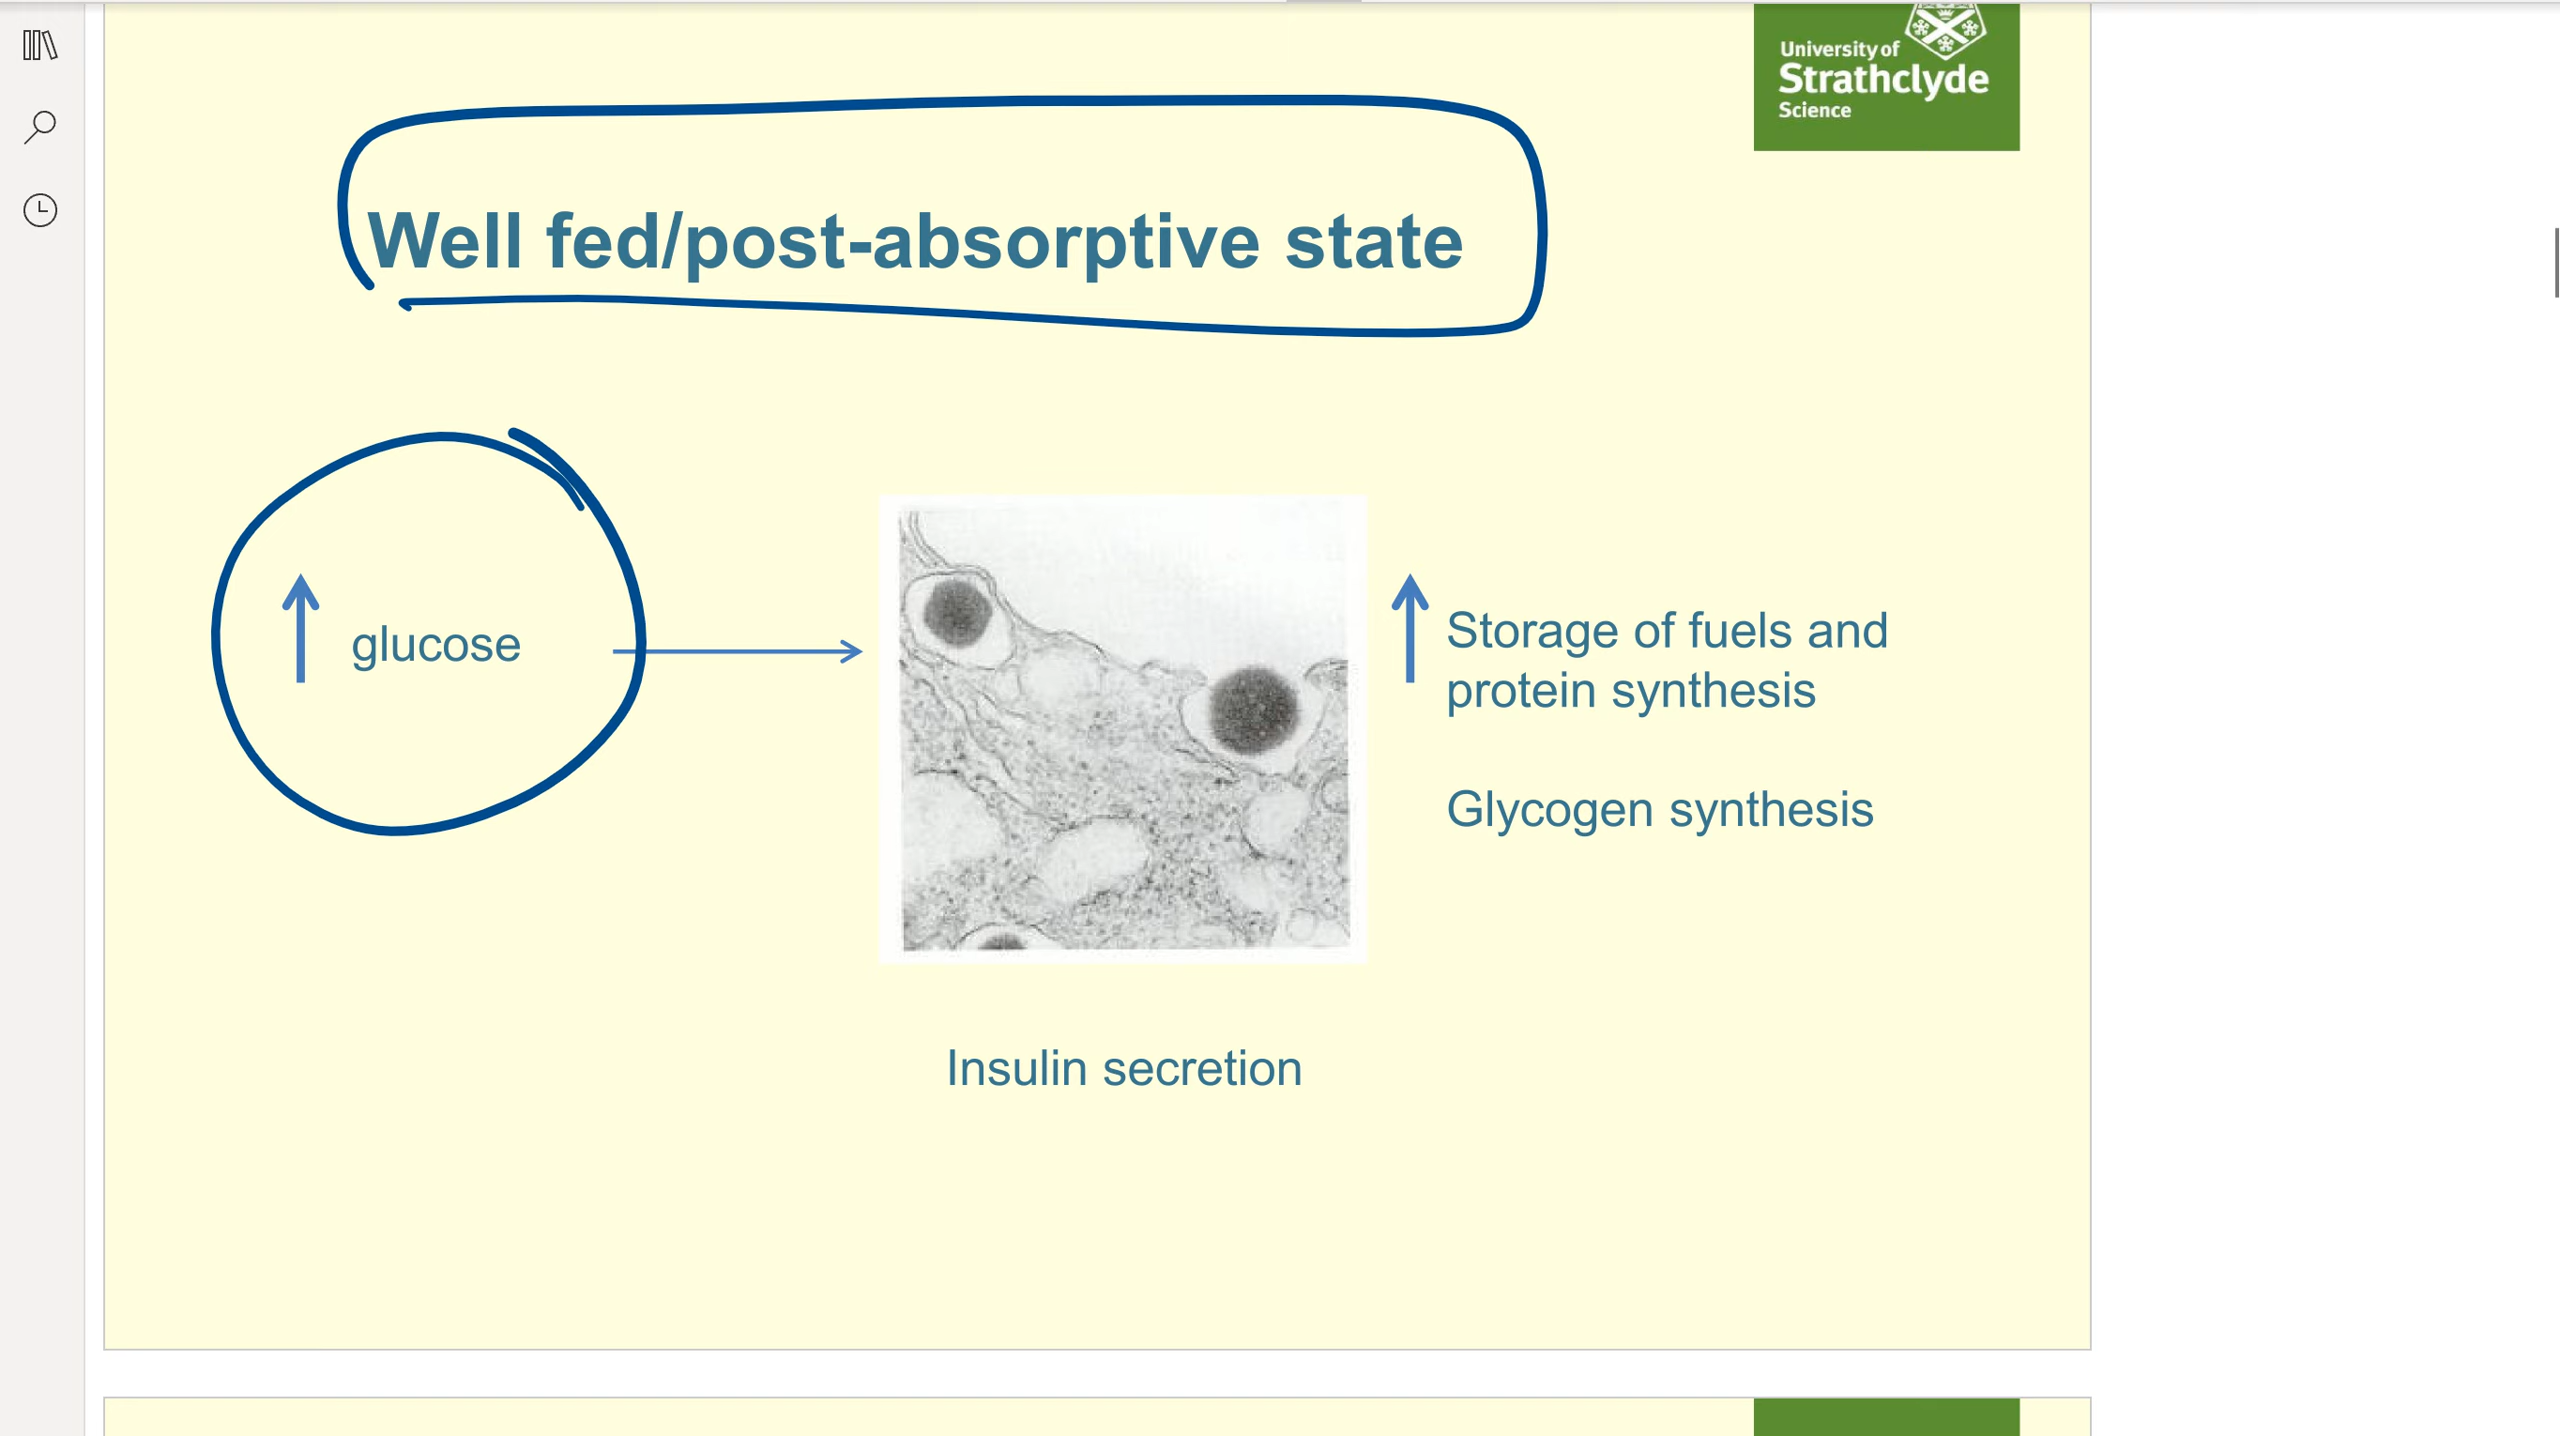 University of
Strathclyde
Science
Well fed/post-absorptive state
glucose
Storage of fuels and
protein synthesis
Glycogen synthesis
Insulin secretion